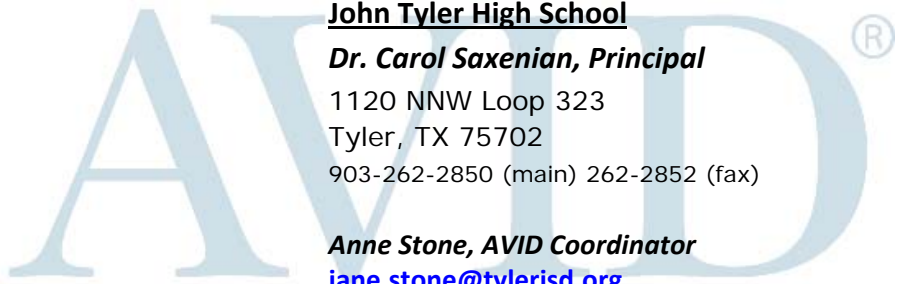 AVID®
John Tyler High School
Dr. Carol Saxenian, Principal
1120 NNW Loop 323
Tyler, TX 75702
903-262-2850 (main) 262-2852 (fax)
Anne Stone, AVID Coordinator
jane.stone@tylerisd.org